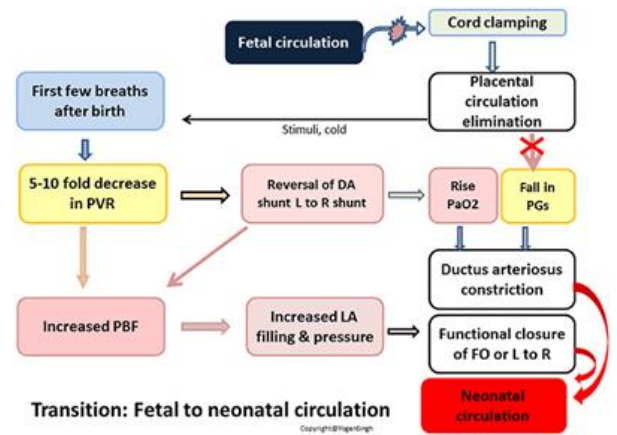 Fetal circulation
Cord clamping
First few breaths
after birth
Placental
circulation
elimination
Stimuli, cold
5-10 fold decrease
in PVR
Reversal of DA
shunt L to R shunt
Rise
PaO2
Fall in
PGs
Ductus arteriosus
constriction
Increased PBF
Increased LA
filling & pressure
Functional closure
of FO or L to R
Neonatal
circulation
Transition: Fetal to neonatal circulation
Copyright@YogenSingh